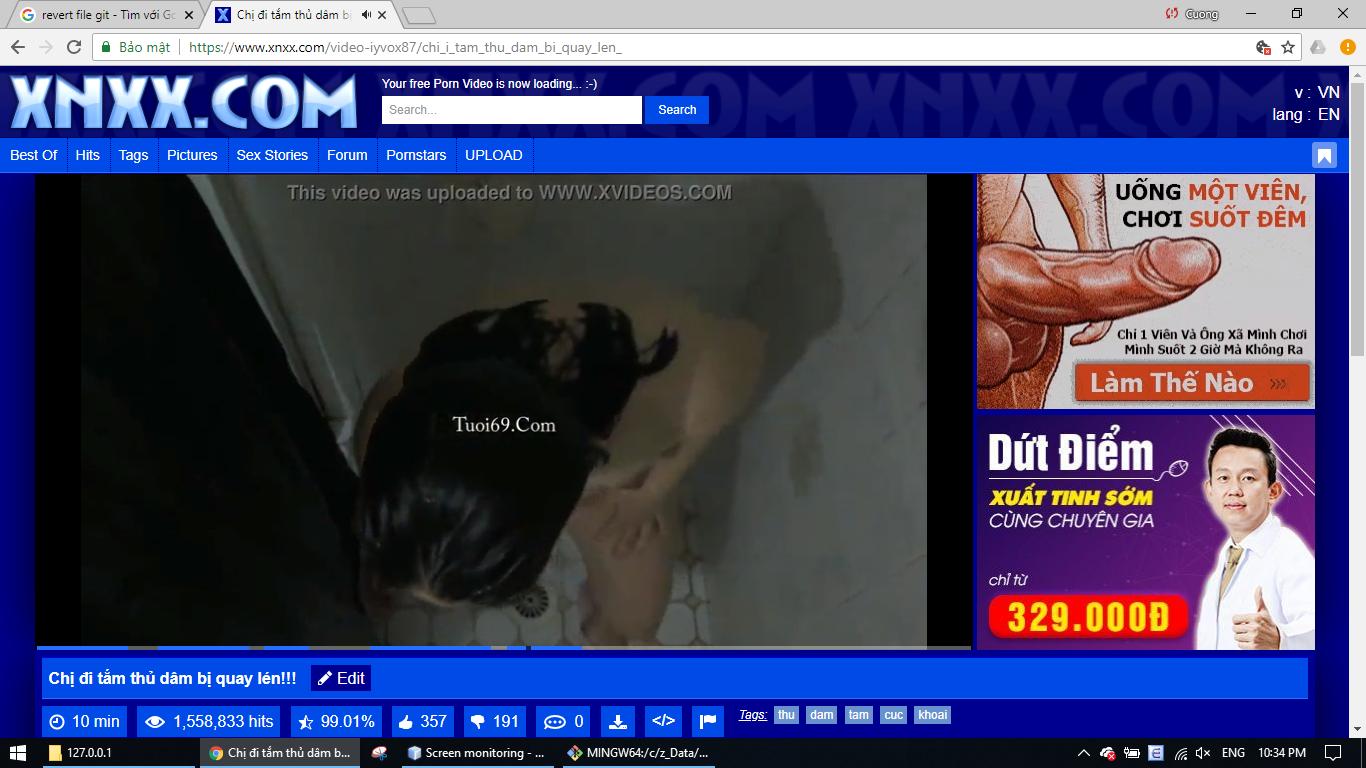 revert file git - Tìm với Go
Chị đi tắm thủ dâm bị
Cuong
Bảo mật
https://www.xnxx.com/video-iyvox87/chi_i_tam_thu_dam_bi_quay_len_
XNXX.COM
Your free Porn Video is now loading... :-)
Search...
Search
v : VN
lang : EN
Best Of
Hits
Tags
Pictures
Sex Stories
Forum
Pornstars
UPLOAD
This video was uploaded to WWW.XVIDEOS.COM
Tuoi69.Com
UỐNG MỘT VIÊN,
CHƠI SUỐT ĐÊM
Chỉ 1 Viên Và Ông Xã Mình Chơi
Mình Suốt 2 Giờ Mà Không Ra
Làm Thế Nào >>>
Dứt Điểm
XUẤT TINH SỚM
CÙNG CHUYÊN GIA
chỉ từ
329.000Đ
Chị đi tắm thủ dâm bị quay lén!!!
Edit
10 min
1,558,833 hits
99.01%
357
191
0
</>
Tags: thu dam tam cuc khoai
127.0.0.1
Chị đi tắm thủ dâm b...
Screen monitoring - ...
MINGW64:/c/z_Data/...
ENG
10:34 PM